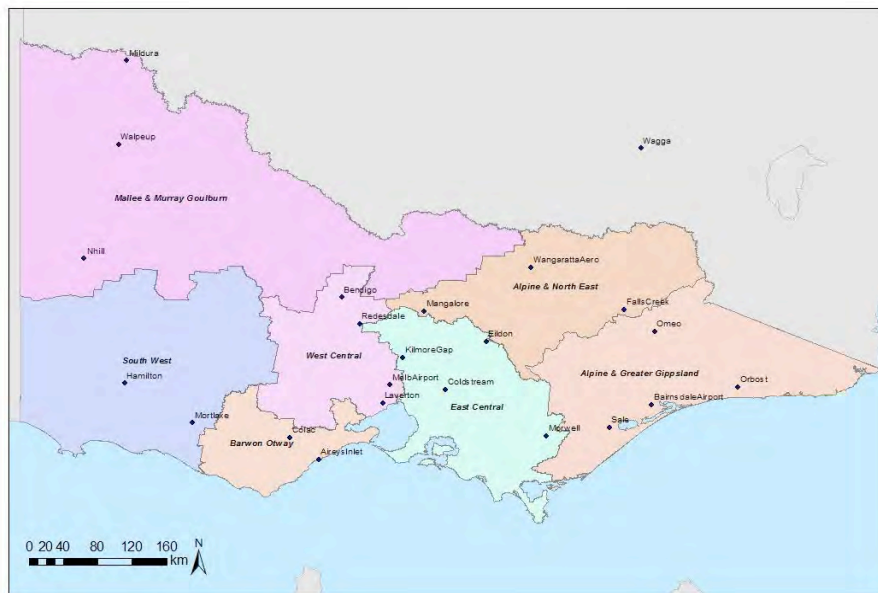 Mildura
Walpeup
Wagga
Mallee & Murray Goulburn
Nhill
WangarattaAero
Alpine & North East
Bendigo
Mangalore
FallsCreek
Redesdale
Omeo
Eildon
South West
West Central
KilmoreGap
Alpine & Greater Gippsland
Hamilton
MelbAirport
Coldstream
Orbost
Laverton
East Central
BairnsdaleAirport
Mortlake
Sale
Barwon Otway
Colac
Morwell
AireysInlet
0 20 40 80 120 160
km
N